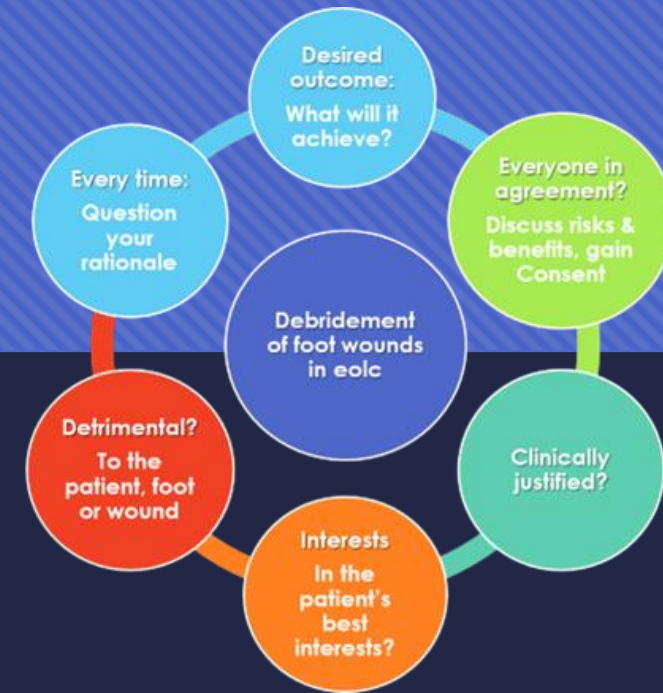 Desired
outcome:
What will it
achieve?
Everyone in
agreement?
Discuss risks &
benefits, gain
Consent
Clinically
justified?
Interests
In the
patient's
best
interests?
Detrimental?
To the
patient, foot
or wound
Every time:
Question
your
rationale
Debridement
of foot wounds
in eolc